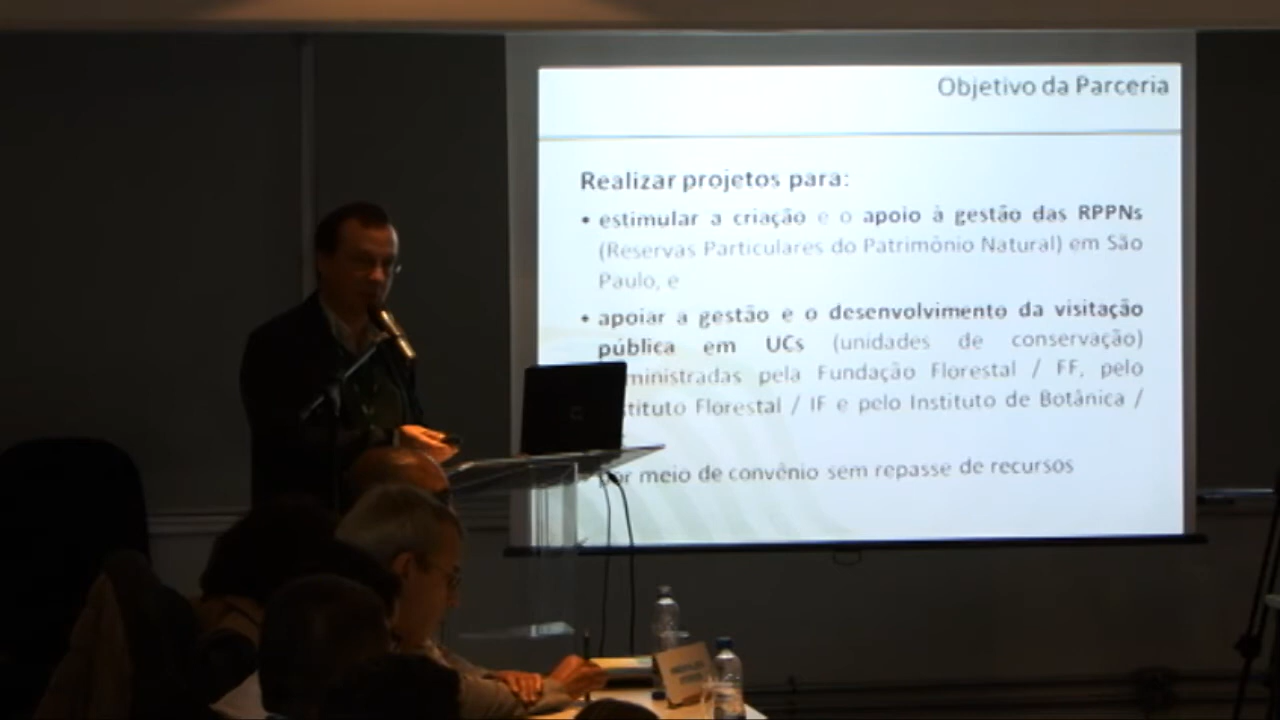 Objetivo da Parceria
Realizar projetos para:
• estimular a criação e o apoio à gestão das RPPNs
(Reservas Particulares do Patrimônio Natural) em São
Paulo, e
• apoiar a gestão e o desenvolvimento da visitação
pública em UCs (unidades de conservação)
ministradas pela Fundação Florestal / FF, pelo
tituto Florestal / IF e pelo Instituto de Botânica /
por meio de convênio sem repasse de recursos